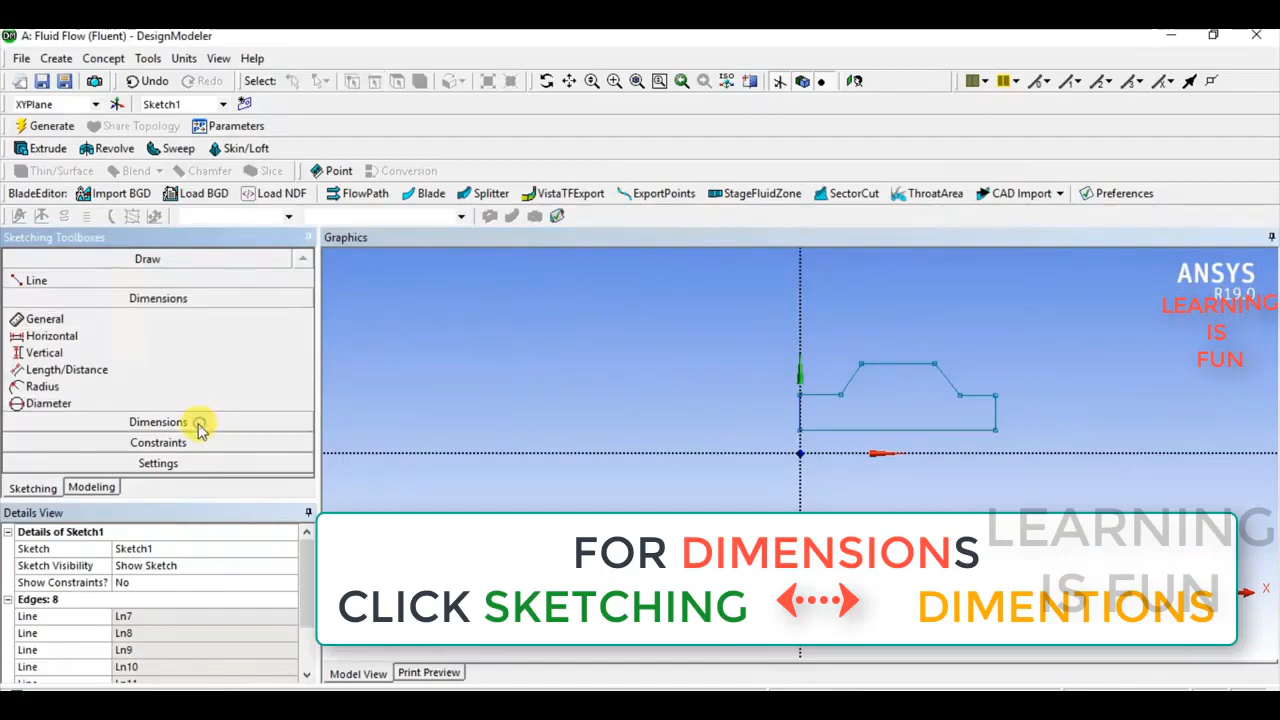 A: Fluid Flow (Fluent) - DesignModeler
File Create Concept Tools Units View Help
Undo Redo Select: ISO
XYPlane Sketch1
Generate Share Topology Parameters
Extrude Revolve Sweep Skin/Loft
Thin/Surface Blend Chamfer Slice Point Conversion
BladeEditor: Import BGD Load BGD Load NDF FlowPath Blade Splitter VistaTFExport ExportPoints StageFluidZone SectorCut ThroatArea CAD Import Preferences
Sketching Toolboxes
Draw
Line
Dimensions
General
Horizontal
Vertical
Length/Distance
Radius
Diameter
Dimensions
Constraints
Settings
Sketching Modeling
Details View
Details of Sketch1
Sketch Sketch1
Sketch Visibility Show Sketch
Show Constraints? No
Edges: 8
Line Ln7
Line Ln8
Line Ln9
Line Ln10
Line Ln11
Graphics
ANSYS
R19.0
LEARNING
IS
FUN
FOR DIMENSIONS
CLICK SKETCHING DIMENTIONS
LEARNING
IS FUN
X
Model View Print Preview